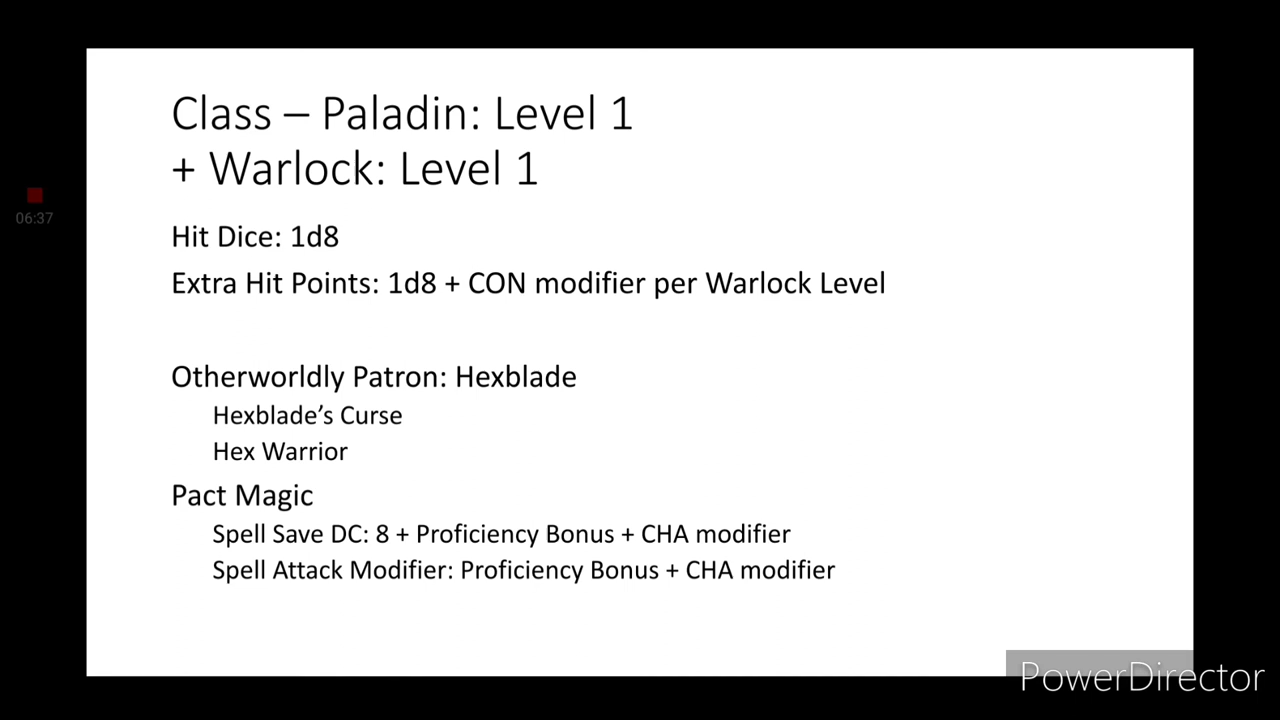 Class – Paladin: Level 1
+ Warlock: Level 1
06:37
Hit Dice: 1d8
Extra Hit Points: 1d8 + CON modifier per Warlock Level
Otherworldly Patron: Hexblade
Hexblade’s Curse
Hex Warrior
Pact Magic
Spell Save DC: 8 + Proficiency Bonus + CHA modifier
Spell Attack Modifier: Proficiency Bonus + CHA modifier
PowerDirector